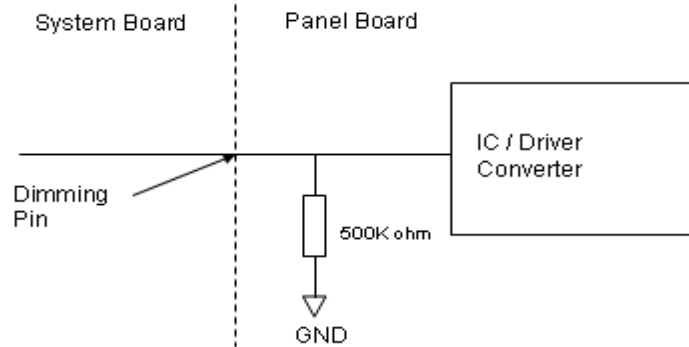 System Board
Panel Board
IC / Driver
Converter
Dimming
Pin
500K ohm
GND